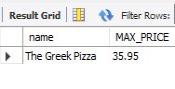 Result Grid Filter Rows:
name MAX_PRICE
The Greek Pizza 35.95